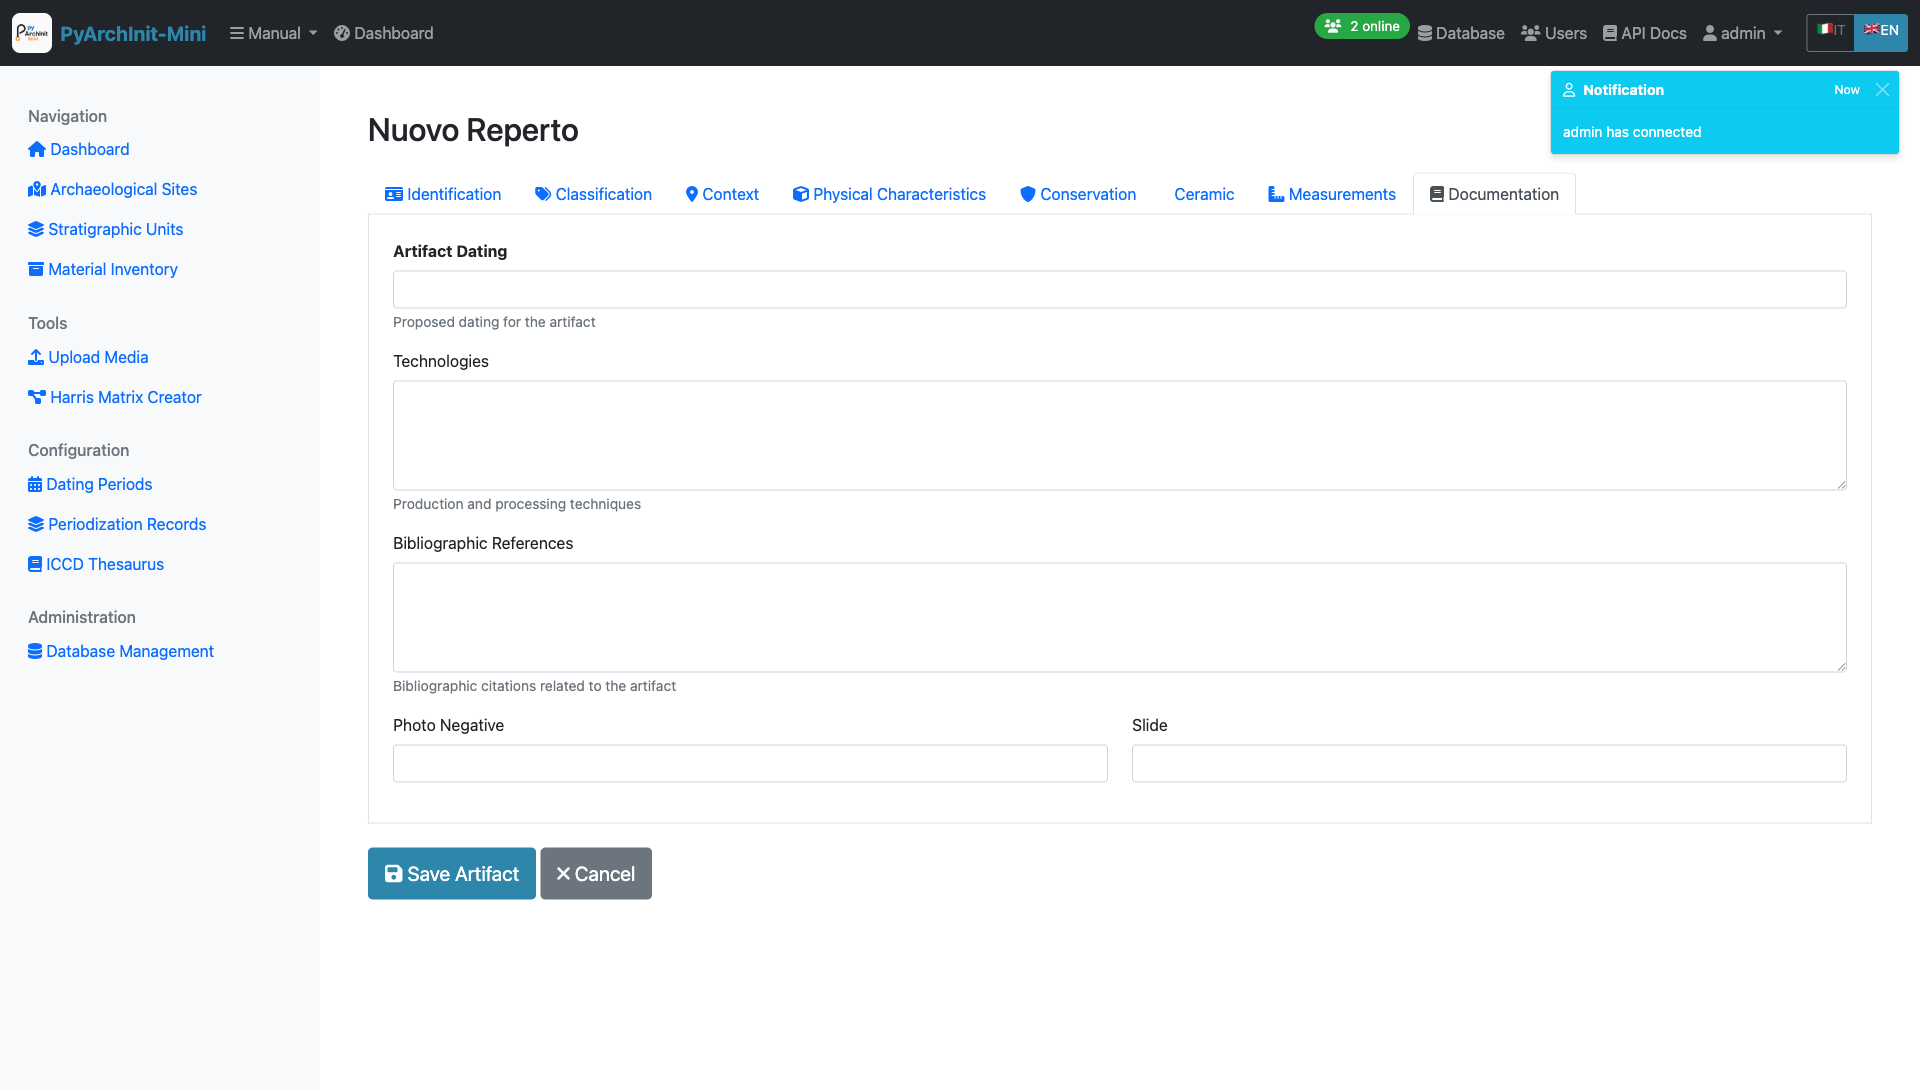 PyArchInit-Mini
Manual
Dashboard
2 online
Database
Users
API Docs
admin
IT
EN
Notification
Now
admin has connected
Navigation
Dashboard
Archaeological Sites
Stratigraphic Units
Material Inventory
Tools
Upload Media
Harris Matrix Creator
Configuration
Dating Periods
Periodization Records
ICCD Thesaurus
Administration
Database Management
Nuovo Reperto
Identification
Classification
Context
Physical Characteristics
Conservation
Ceramic
Measurements
Documentation
Artifact Dating
Proposed dating for the artifact
Technologies
Production and processing techniques
Bibliographic References
Bibliographic citations related to the artifact
Photo Negative
Slide
Save Artifact
Cancel